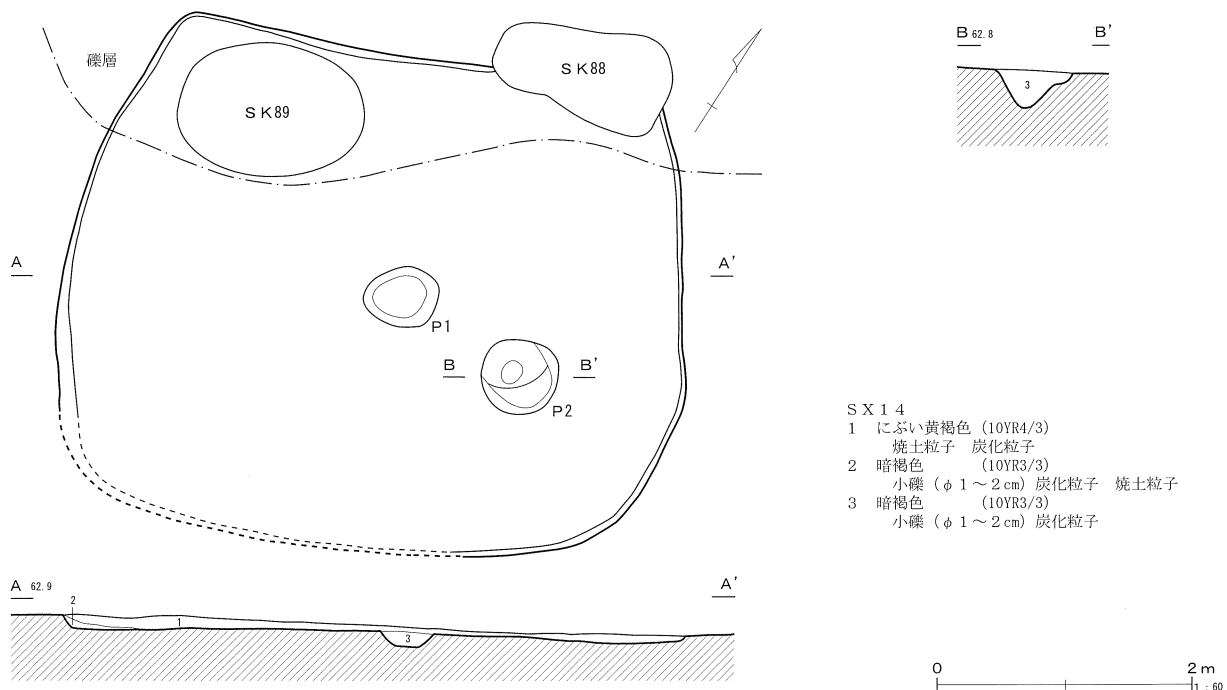 礫層
SK89
SK88
A
A'
P1
B
B'
P2
B 62.8
B'
3
SX14
1 にぶい黄褐色 (10YR4/3)
焼土粒子 炭化粒子
2 暗褐色 (10YR3/3)
小礫 (φ1〜2cm) 炭化粒子 焼土粒子
3 暗褐色 (10YR3/3)
小礫 (φ1〜2cm) 炭化粒子
A 62.9
A'
2
1
3
0
2m
1:60